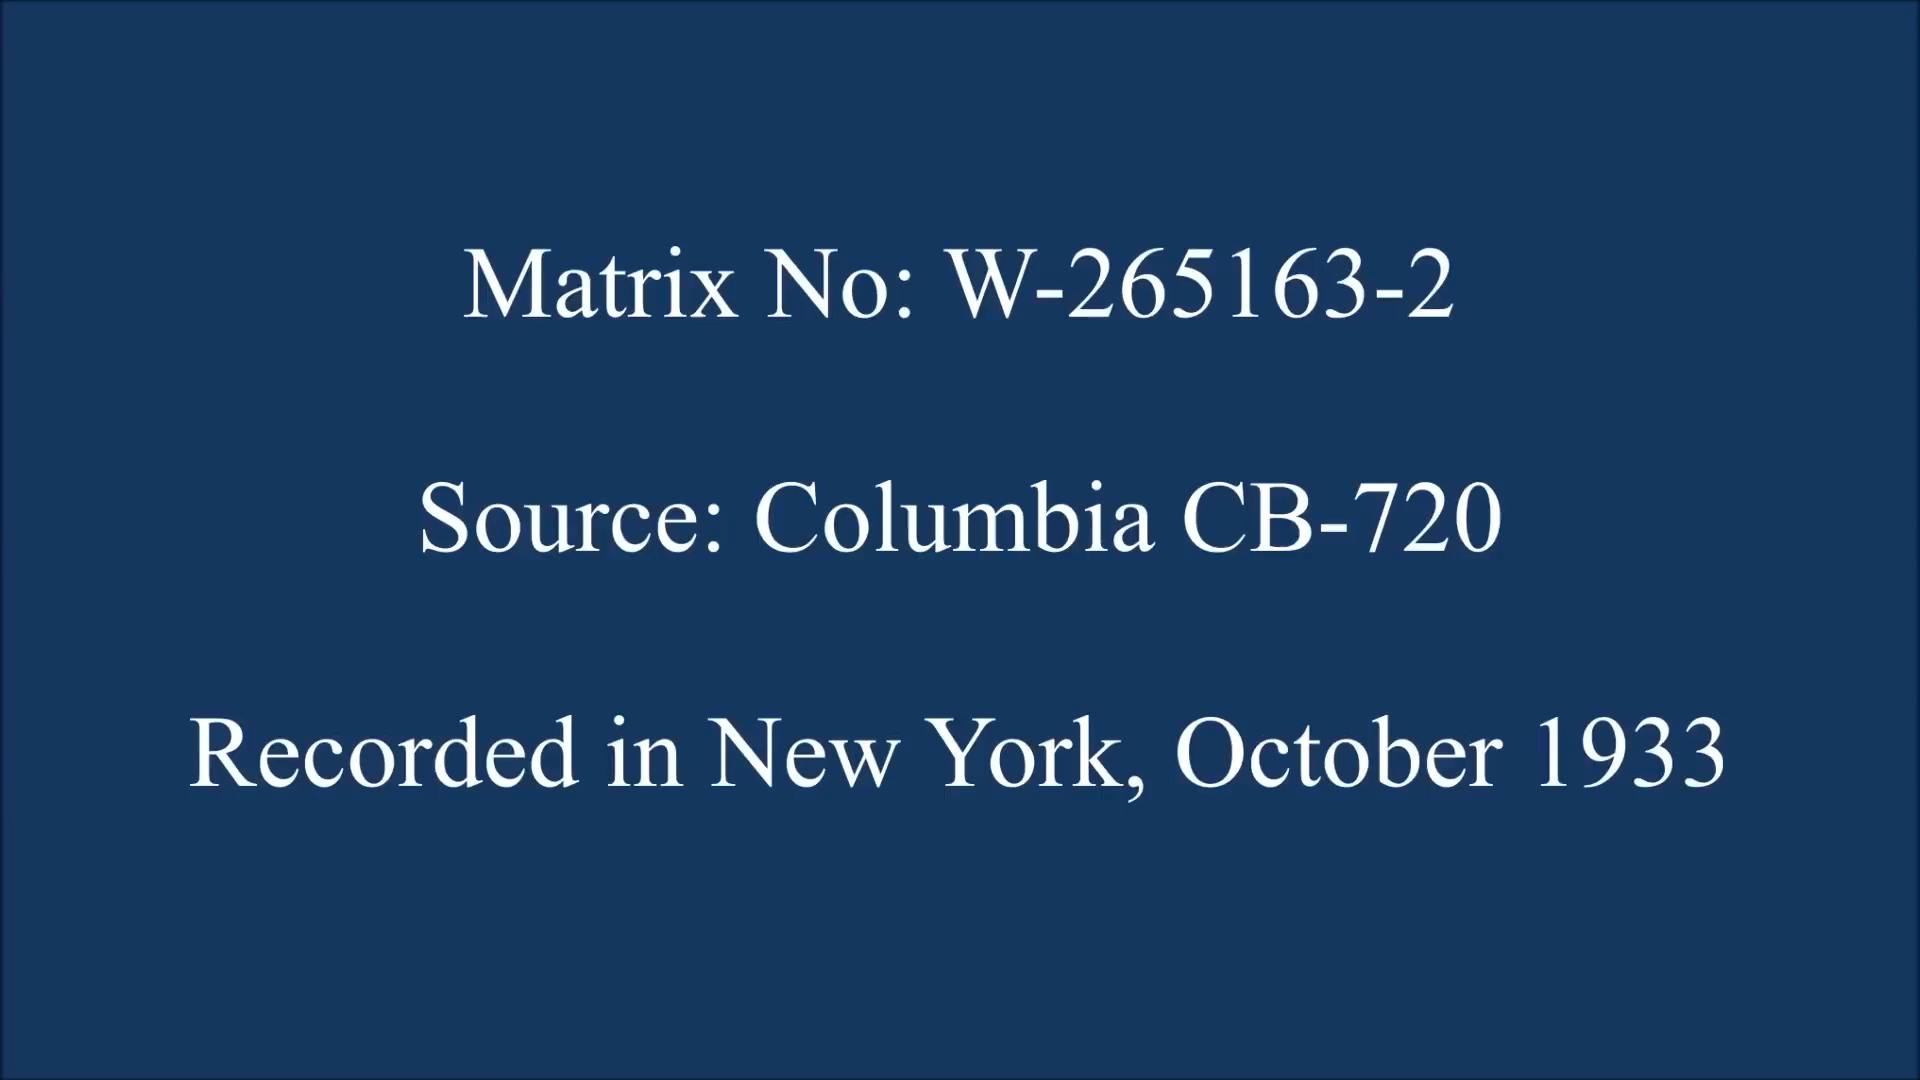 Matrix No: W-265163-2
Source: Columbia CB-720
Recorded in New York, October 1933